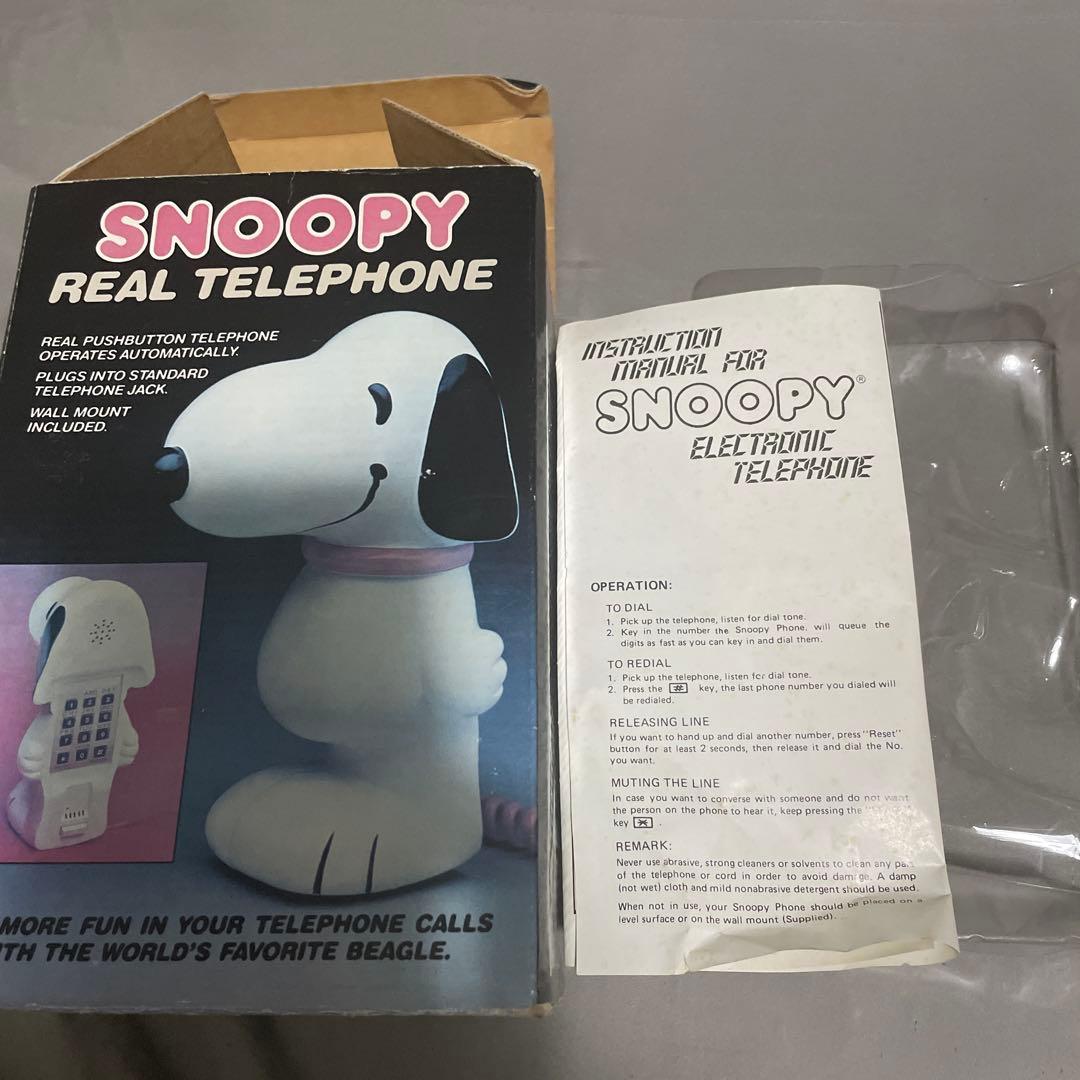 SNOOPY
REAL TELEPHONE
REAL PUSHBUTTON TELEPHONE
OPERATES AUTOMATICALLY.
PLUGS INTO STANDARD
TELEPHONE JACK.
WALL MOUNT
INCLUDED.
MORE FUN IN YOUR TELEPHONE CALLS
THE WORLD'S FAVORITE BEAGLE.
INSTRUCTION
MANUAL FOR
SNOOPY®
ELECTRONIC
TELEPHONE
OPERATION:
TO DIAL
1. Pick up the telephone, listen for dial tone.
2. Key in the number the Snoopy Phone. will queue the
digits as fast as you can key in and dial them.
TO REDIAL
1. Pick up the telephone, listen for dial tone.
2. Press the # key, the last phone number you dialed will
be redialed.
RELEASING LINE
If you want to hand up and dial another number, press "Reset"
button for at least 2 seconds, then release it and dial the No.
you want.
MUTING THE LINE
In case you want to converse with someone and do not want
the person on the phone to hear it, keep pressing the
key * .
REMARK:
Never use abrasive, strong cleaners or solvents to clean any part
of the telephone or cord in order to avoid damage. A damp
(not wet) cloth and mild nonabrasive detergent should be used.
When not in use, your Snoopy Phone should be placed on a
level surface or on the wall mount (Supplied).